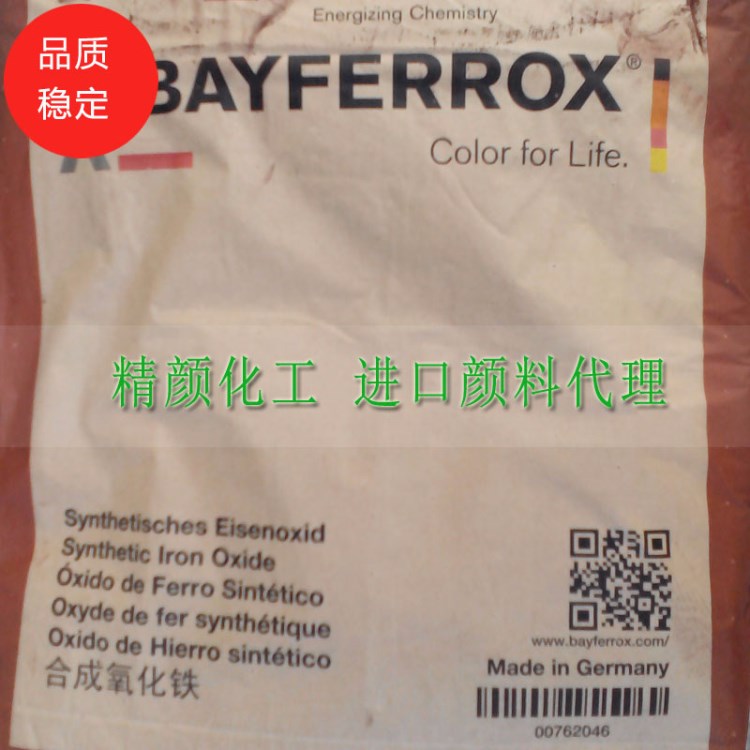 Energizing Chemistry
品质
稳定
BAYFERROX®
Color for Life.
精颜化工 进口颜料代理
Synthetisches Eisenoxid
Synthetic Iron Oxide
Óxido de Ferro Sintético
Oxyde de fer synthétique
Oxido de Hierro sintético
合成氧化铁
www.bayferrox.com/
Made in Germany
00762046